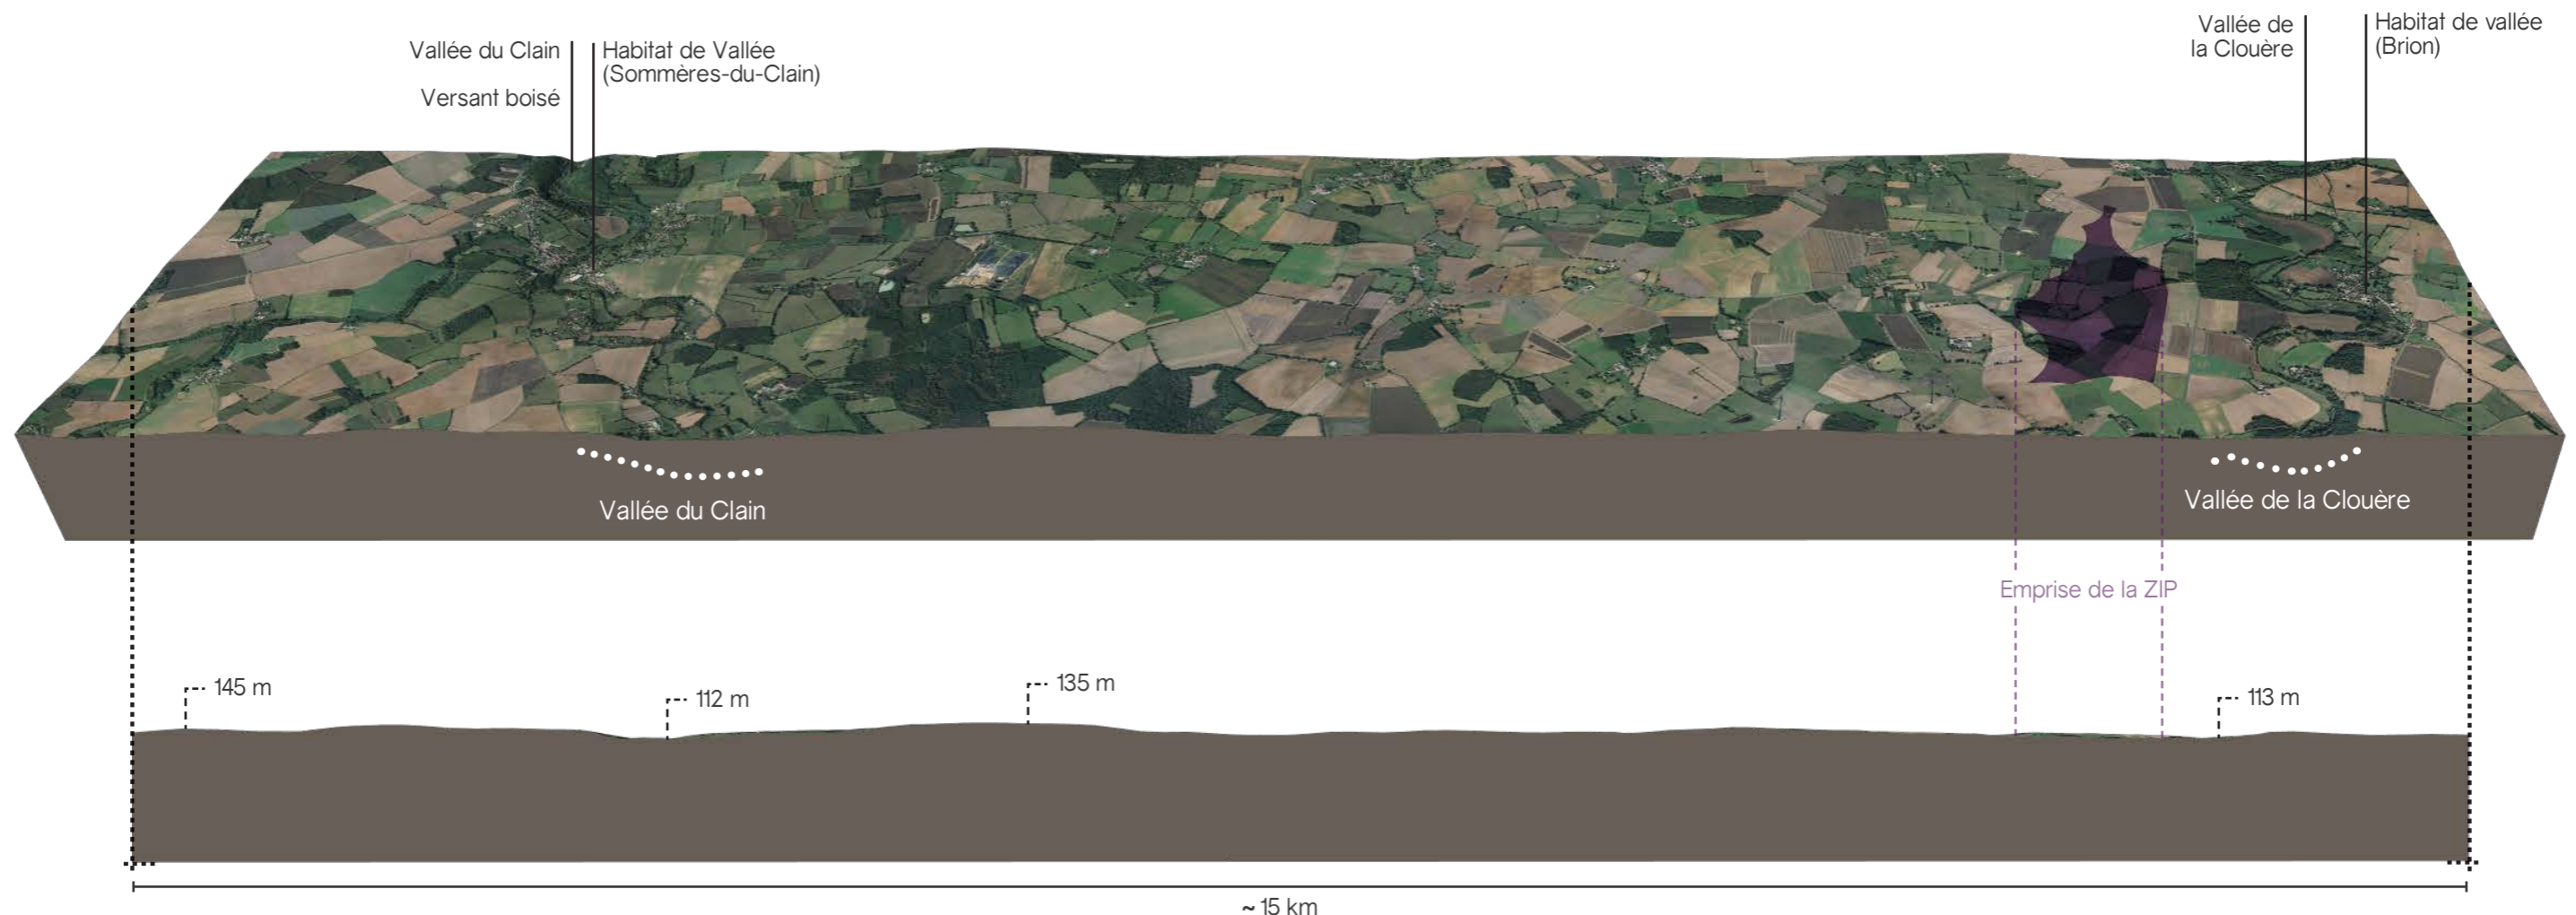 Vallée du Clain
Versant boisé
Habitat de Vallée
(Sommères-du-Clain)
Vallée de
la Clouère
Habitat de vallée
(Brion)
Vallée du Clain
Vallée de la Clouère
Emprise de la ZIP
145 m
112 m
135 m
113 m
~ 15 km